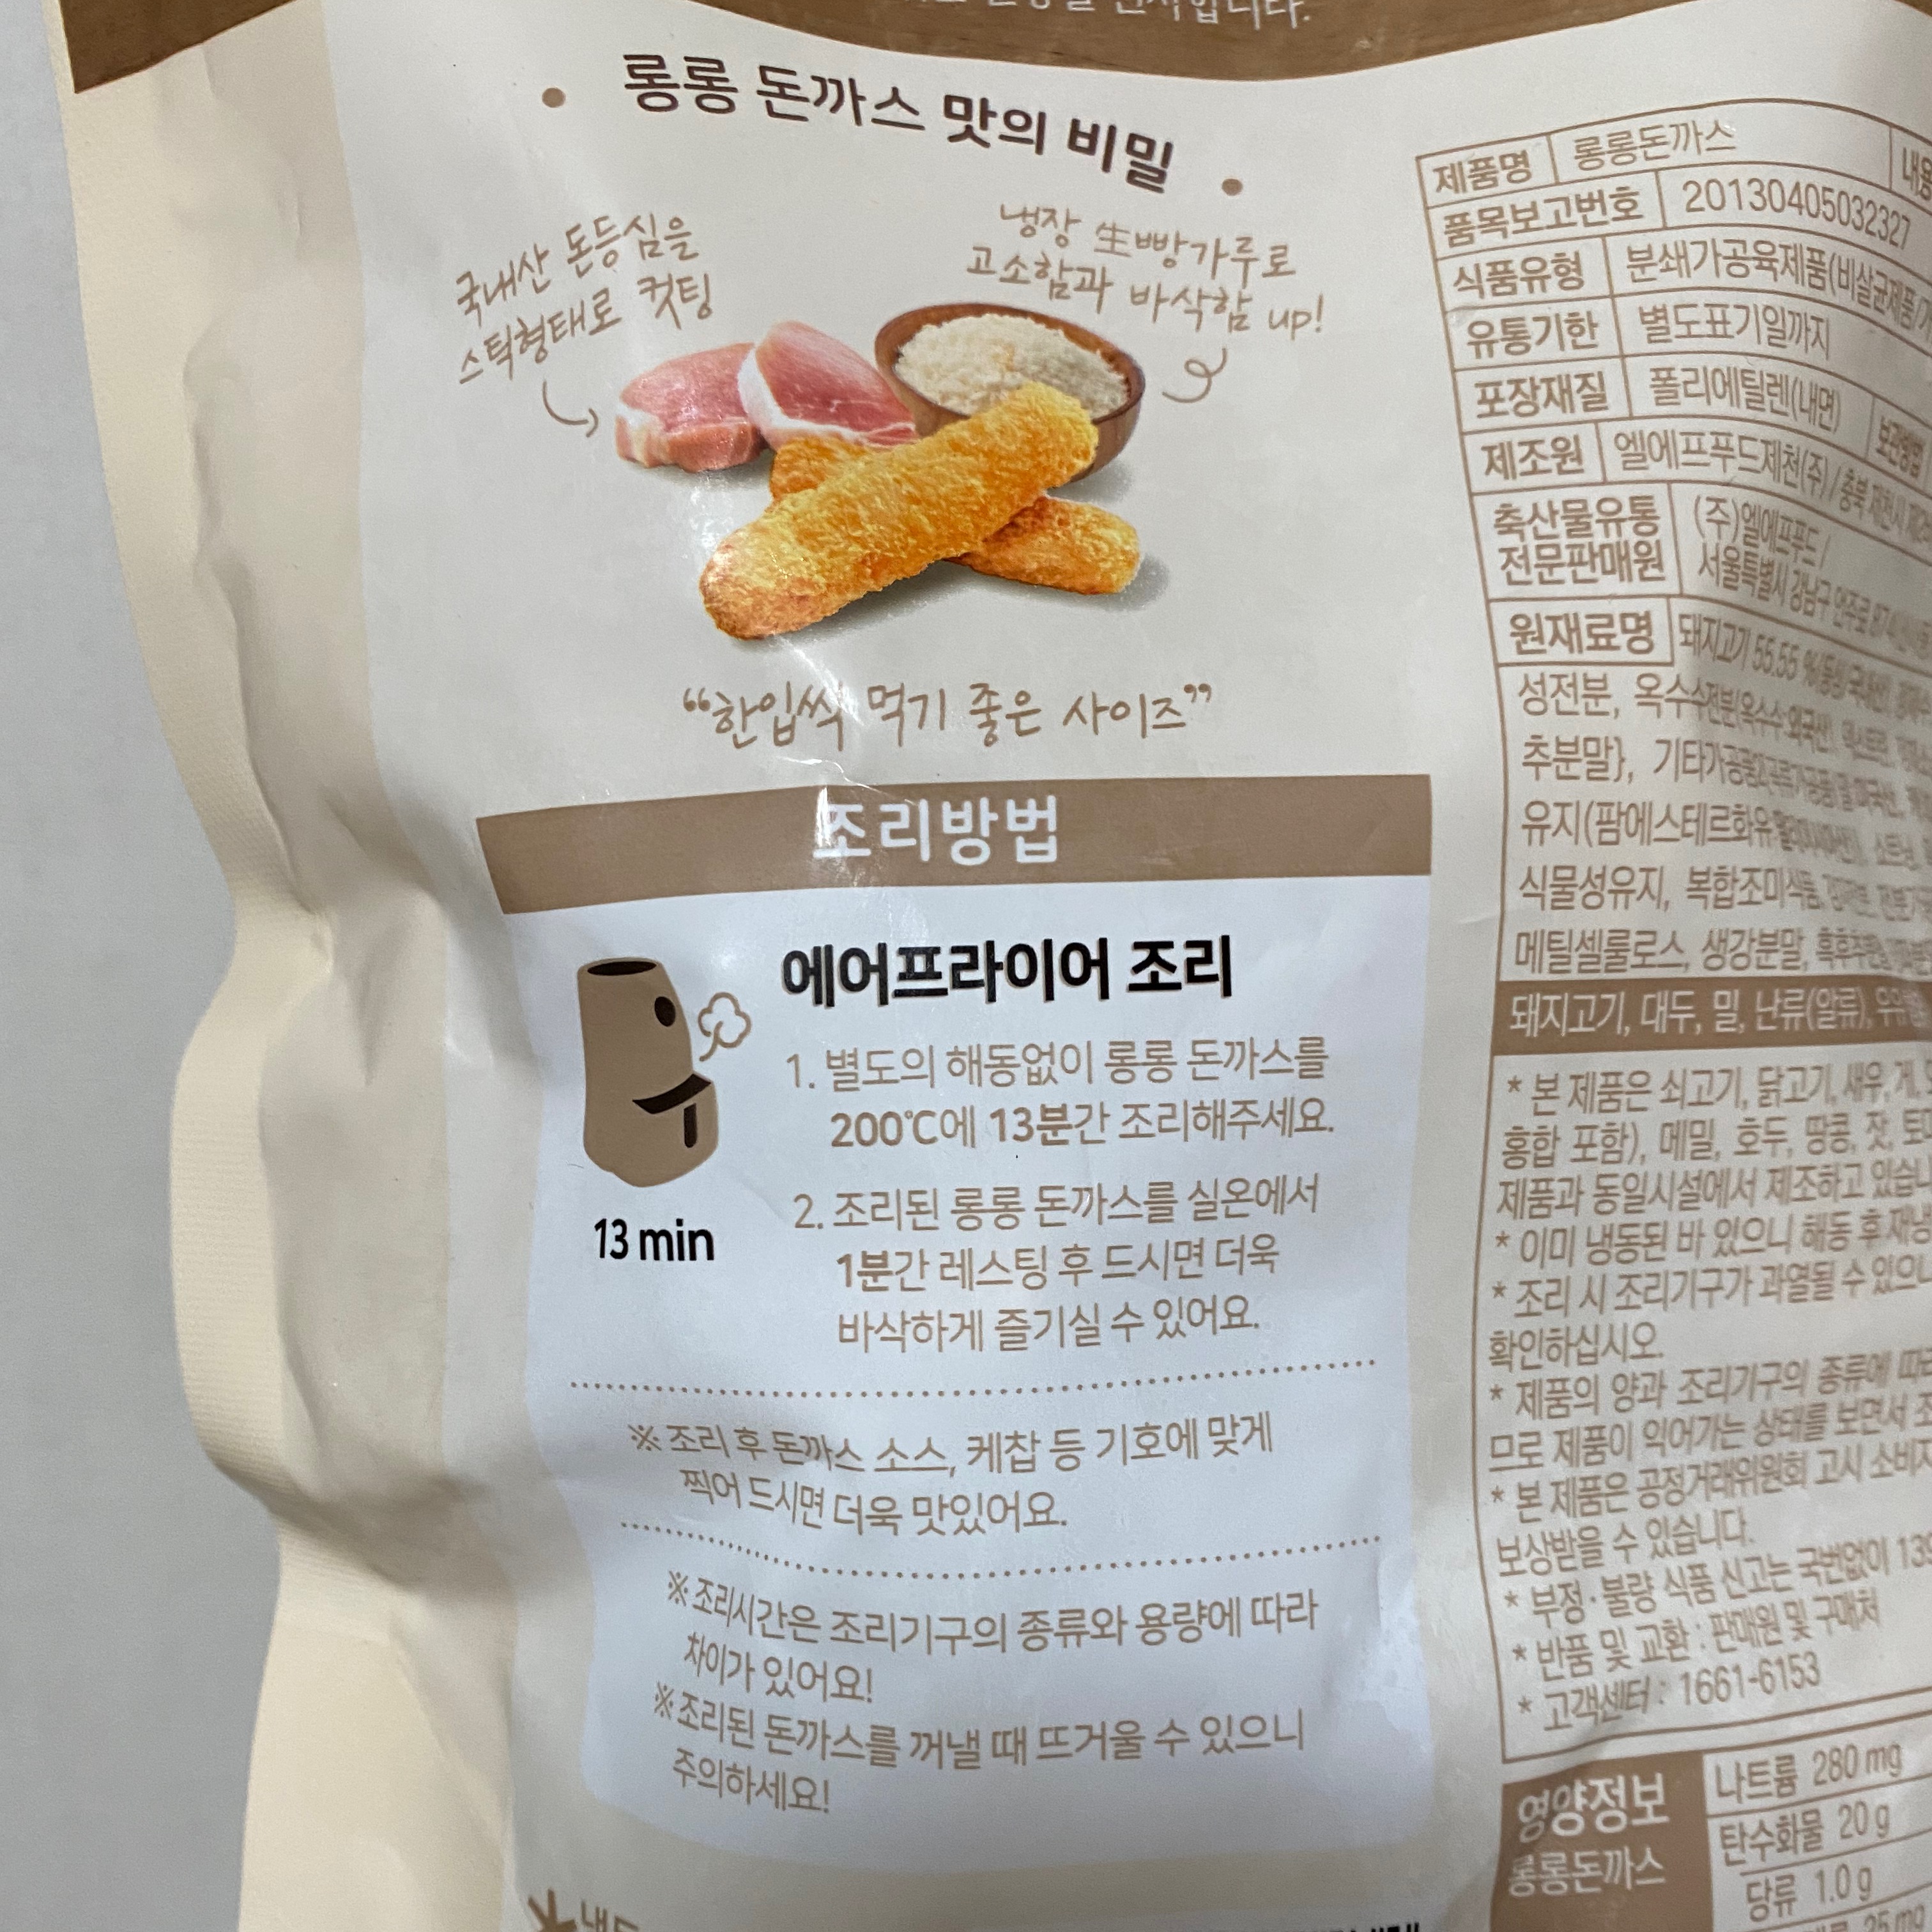 롱롱 돈까스 맛의 비밀
국내산 돈등심을
스틱형태로 컷팅
냉장 生빵가루로
고소함과 바삭함 up!
“한입씩 먹기 좋은 사이즈”
조리방법
에어프라이어 조리
13 min
1. 별도의 해동없이 롱롱 돈까스를
200℃에 13분간 조리해주세요.
2. 조리된 롱롱 돈까스를 실온에서
1분간 레스팅 후 드시면 더욱
바삭하게 즐기실 수 있어요.
※ 조리 후 돈까스 소스, 케찹 등 기호에 맞게
찍어 드시면 더욱 맛있어요.
※ 조리시간은 조리기구의 종류와 용량에 따라
차이가 있어요!
※ 조리된 돈까스를 꺼낼 때 뜨거울 수 있으니
주의하세요!
제품명 롱롱돈까스
품목보고번호 20130405032327
식품유형 분쇄가공육제품(비살균제품/
유통기한 별도표기일까지
포장재질 폴리에틸렌(내면) 보관방법
제조원 엘에프푸드제천(주) / 충북 제천시
축산물유통 (주)엘에프푸드 /
전문판매원 서울특별시 강남구 언주로
원재료명 돼지고기 55.55 %
성전분, 옥수수전분(옥수수:외국산),
추분말}, 기타가공품
유지(팜에스테르화유
식물성유지, 복합조미식품,
메틸셀룰로스, 생강분말,
돼지고기, 대두, 밀, 난류(알류), 우유
* 본 제품은 쇠고기, 닭고기, 새우, 게,
홍합 포함), 메밀, 호두, 땅콩, 잣,
제품과 동일시설에서 제조하고 있습니
* 이미 냉동된 바 있으니 해동 후 재냉
* 조리 시 조리기구가 과열될 수 있으니
확인하십시오.
* 제품의 양과 조리기구의 종류에 따라
므로 제품이 익어가는 상태를 보면서
* 본 제품은 공정거래위원회 고시 소비자
보상받을 수 있습니다.
* 부정·불량 식품 신고는 국번없이 139
* 반품 및 교환 : 판매원 및 구매처
* 고객센터 : 1661-6153
영양정보
롱롱돈까스
나트륨 280 mg
탄수화물 20 g
당류 1.0 g